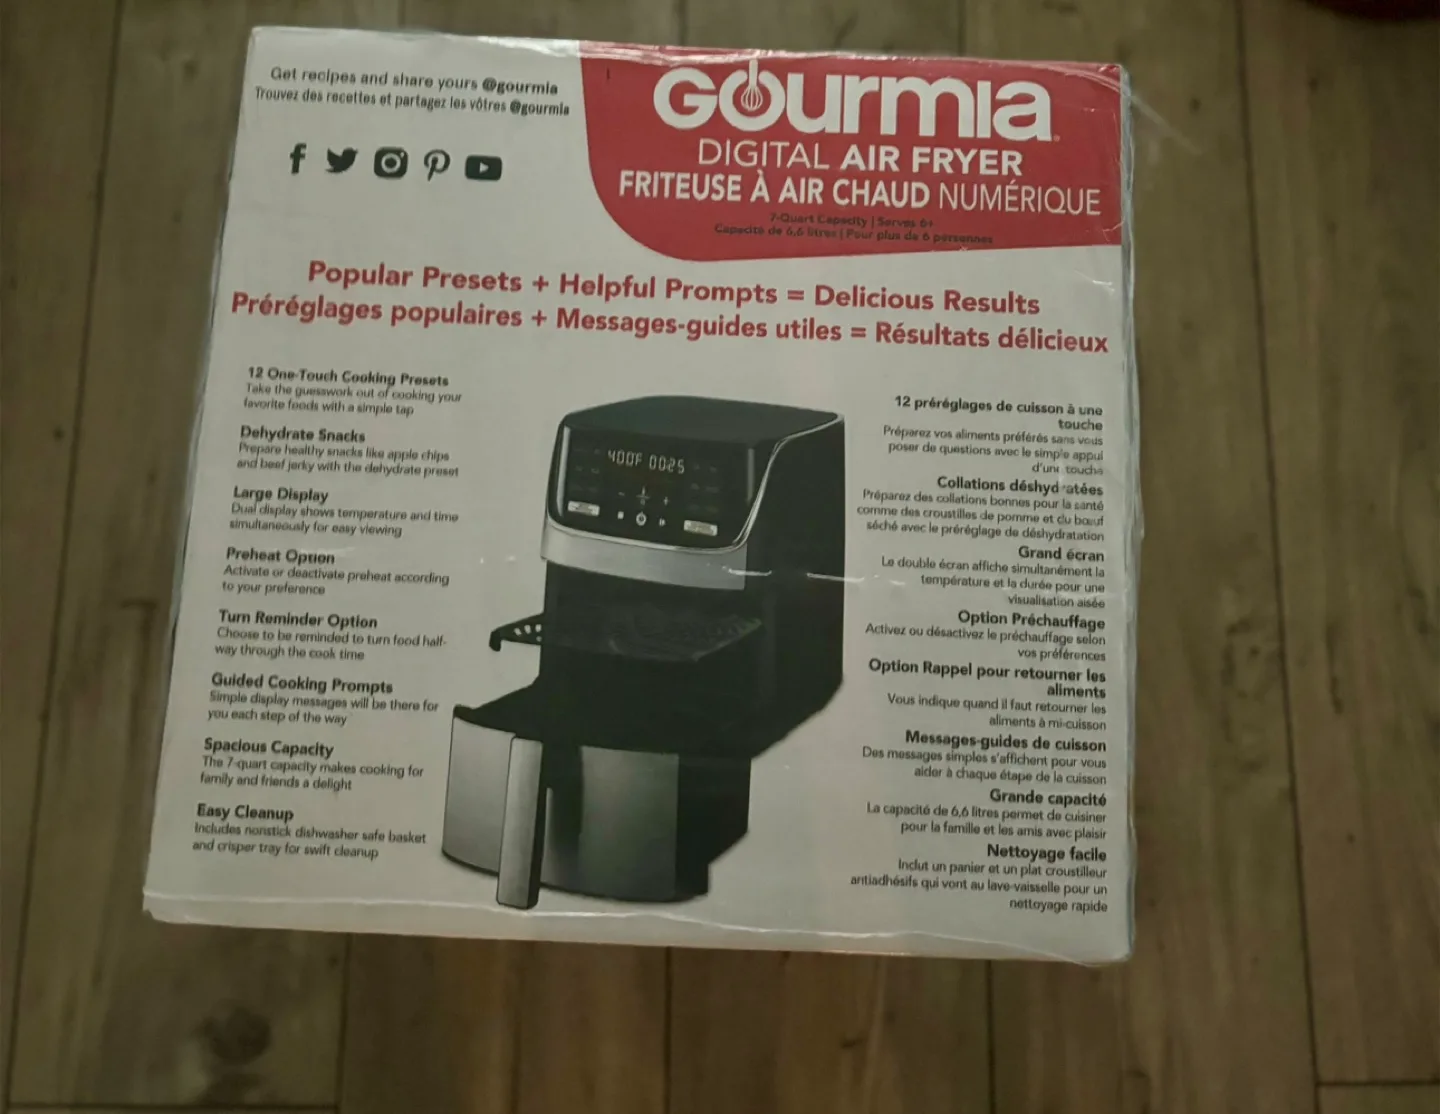 Get recipes and share yours @gourmia
Trouvez des recettes et partagez les vôtres @gourmia
Gourmia
DIGITAL AIR FRYER
FRITEUSE À AIR CHAUD NUMÉRIQUE
7-Quart Capacity | Serves 6+
Capacité de 6,6 litres | Pour plus de 6 personnes
Popular Presets + Helpful Prompts = Delicious Results
Préréglages populaires + Messages-guides utiles = Résultats délicieux
12 One-Touch Cooking Presets
Take the guesswork out of cooking your
favorite foods with a simple tap
Dehydrate Snacks
Prepare healthy snacks like apple chips
and beef jerky with the dehydrate preset
Large Display
Dual display shows temperature and time
simultaneously for easy viewing
Preheat Option
Activate or deactivate preheat according
to your preference
Turn Reminder Option
Choose to be reminded to turn food half-
way through the cook time
Guided Cooking Prompts
Simple display messages will be there for
you each step of the way
Spacious Capacity
The 7-quart capacity makes cooking for
family and friends a delight
Easy Cleanup
Includes nonstick dishwasher safe basket
and crisper tray for swift cleanup
400F 0025
12 préréglages de cuisson à une
touche
Préparez vos aliments préférés sans vous
poser de questions avec le simple appui
d'une touche
Collations déshydratées
Préparez des collations bonnes pour la santé
comme des croustilles de pomme et du bœuf
séché avec le préréglage de déshydratation
Grand écran
Le double écran affiche simultanément la
température et la durée pour une
visualisation aisée
Option Préchauffage
Activez ou désactivez le préchauffage selon
vos préférences
Option Rappel pour retourner les
aliments
Vous indique quand il faut retourner les
aliments à mi-cuisson
Messages-guides de cuisson
Des messages simples s'affichent pour vous
aider à chaque étape de la cuisson
Grande capacité
La capacité de 6,6 litres permet de cuisiner
pour la famille et les amis avec plaisir
Nettoyage facile
Inclut un panier et un plat croustilleur
antiadhésifs qui vont au lave-vaisselle pour un
nettoyage rapide